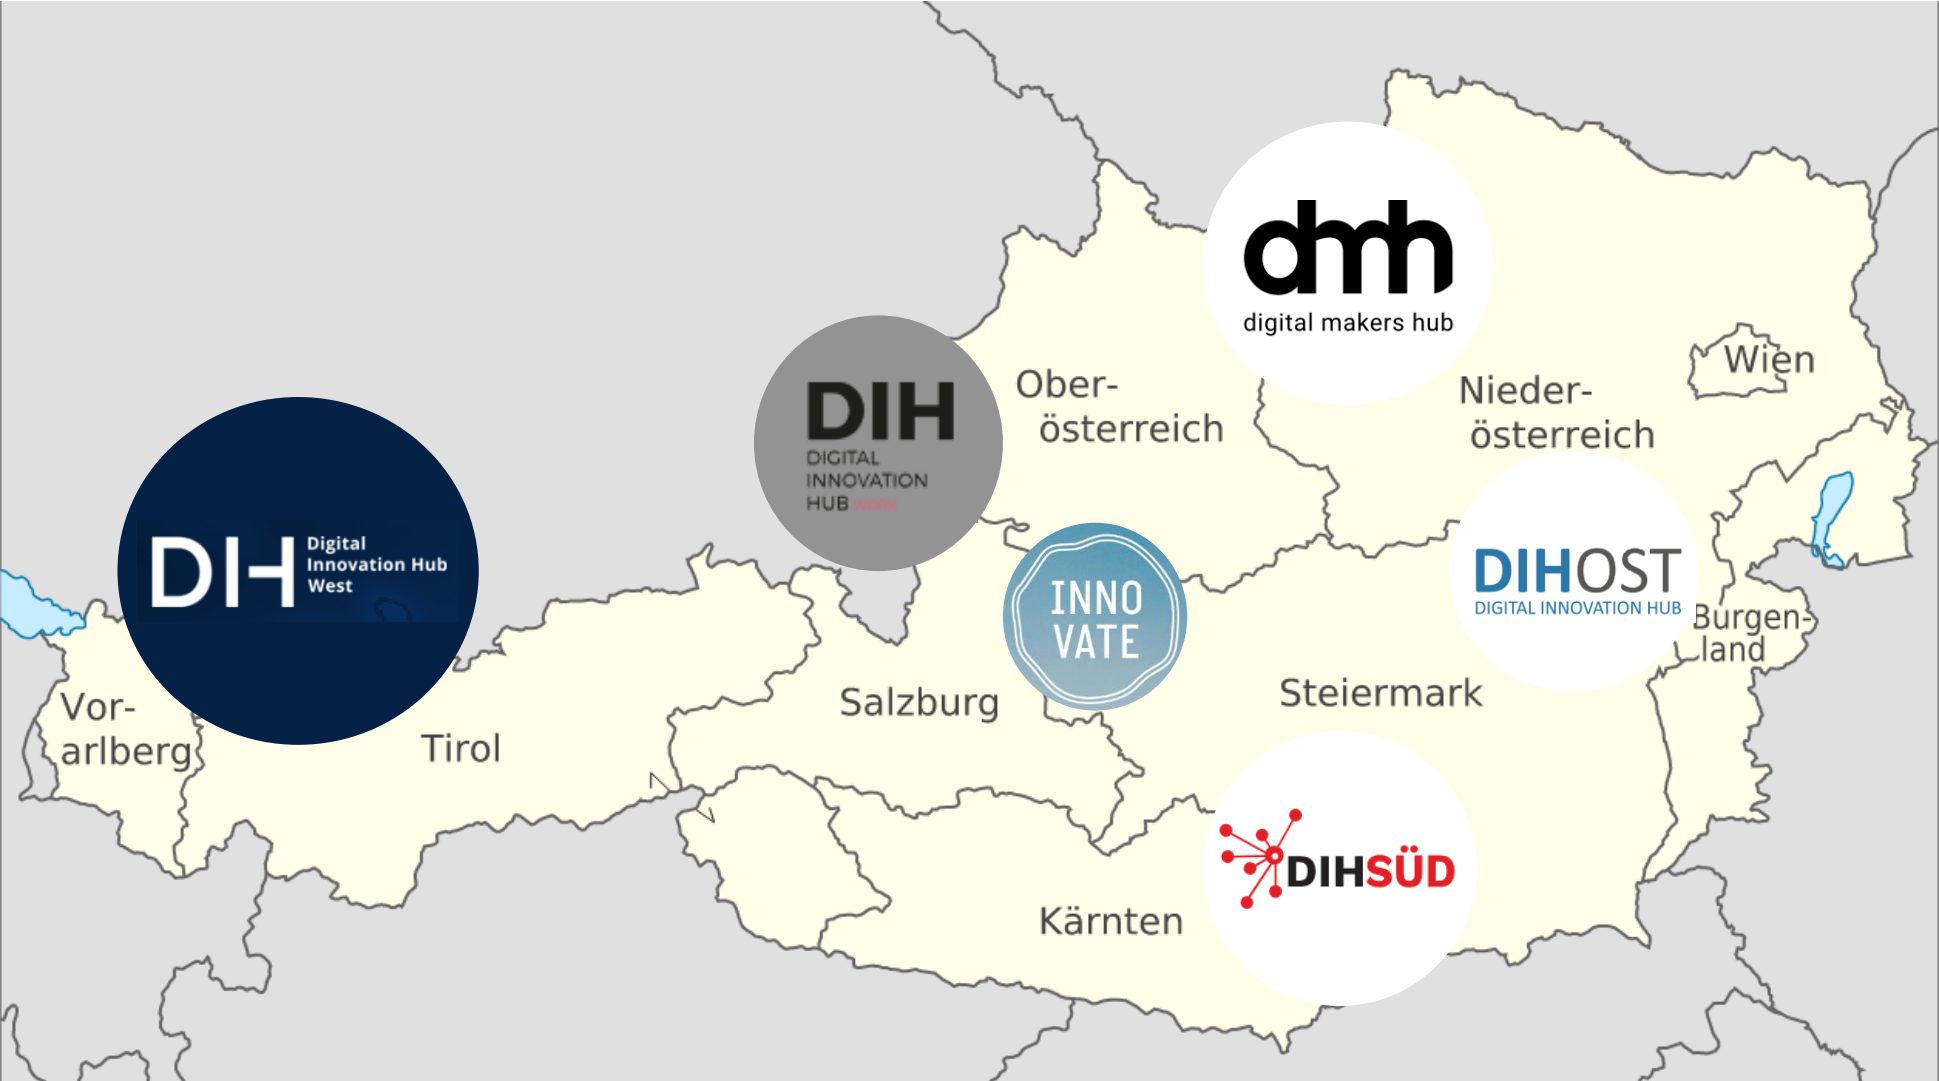 dmh
digital makers hub
Wien
Ober-
österreich
Nieder-
österreich
DIH
DIGITAL
INNOVATION
HUB WORK
DIH
Digital
Innovation Hub
West
INNO
VATE
DIHOST
DIGITAL INNOVATION HUB
Burgen-
land
Vor-
arlberg
Tirol
Salzburg
Steiermark
DIHSÜD
Kärnten